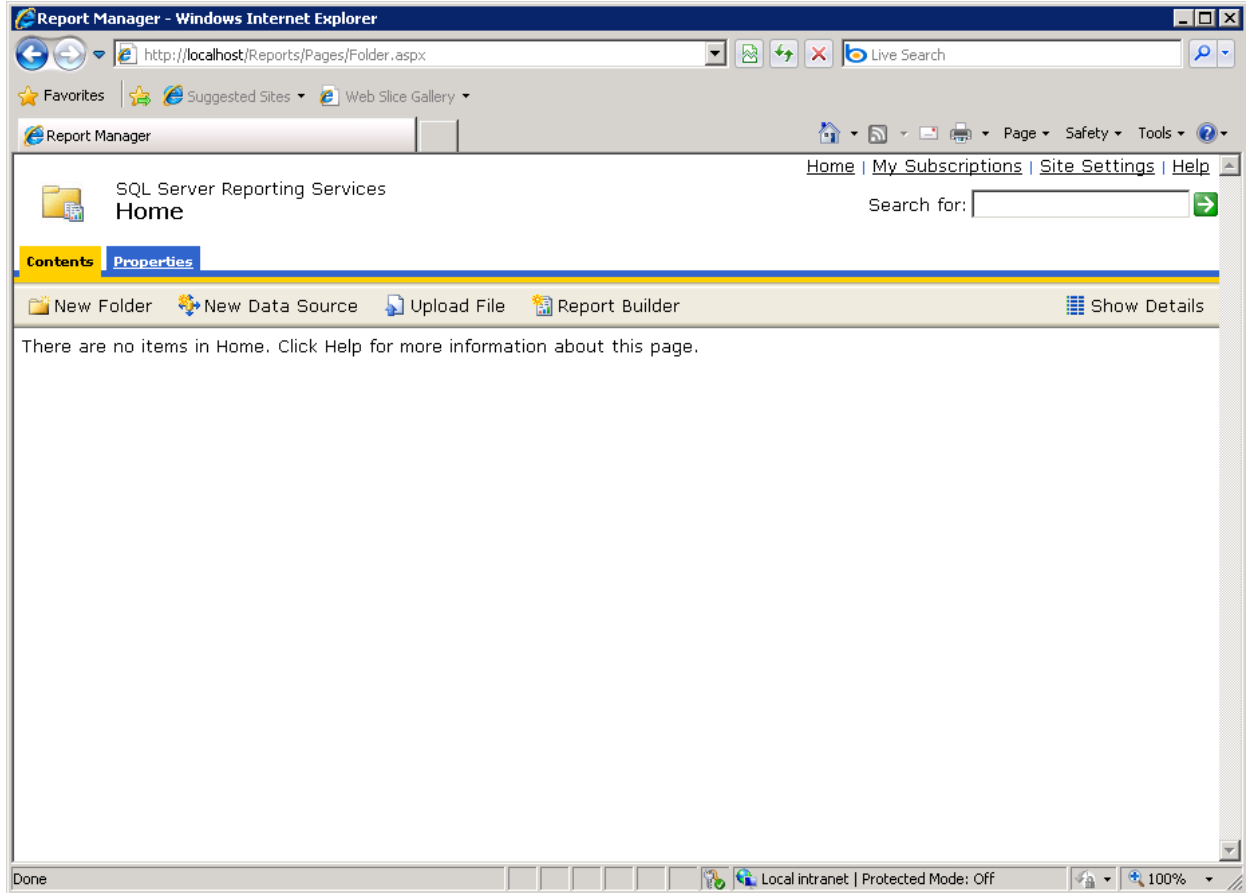 Report Manager - Windows Internet Explorer
http://localhost/Reports/Pages/Folder.aspx Live Search
Favorites Suggested Sites Web Slice Gallery
Report Manager Page Safety Tools
Home | My Subscriptions | Site Settings | Help
SQL Server Reporting Services
Home Search for:
Contents Properties
New Folder New Data Source Upload File Report Builder Show Details
There are no items in Home. Click Help for more information about this page.
Done Local intranet | Protected Mode: Off 100%